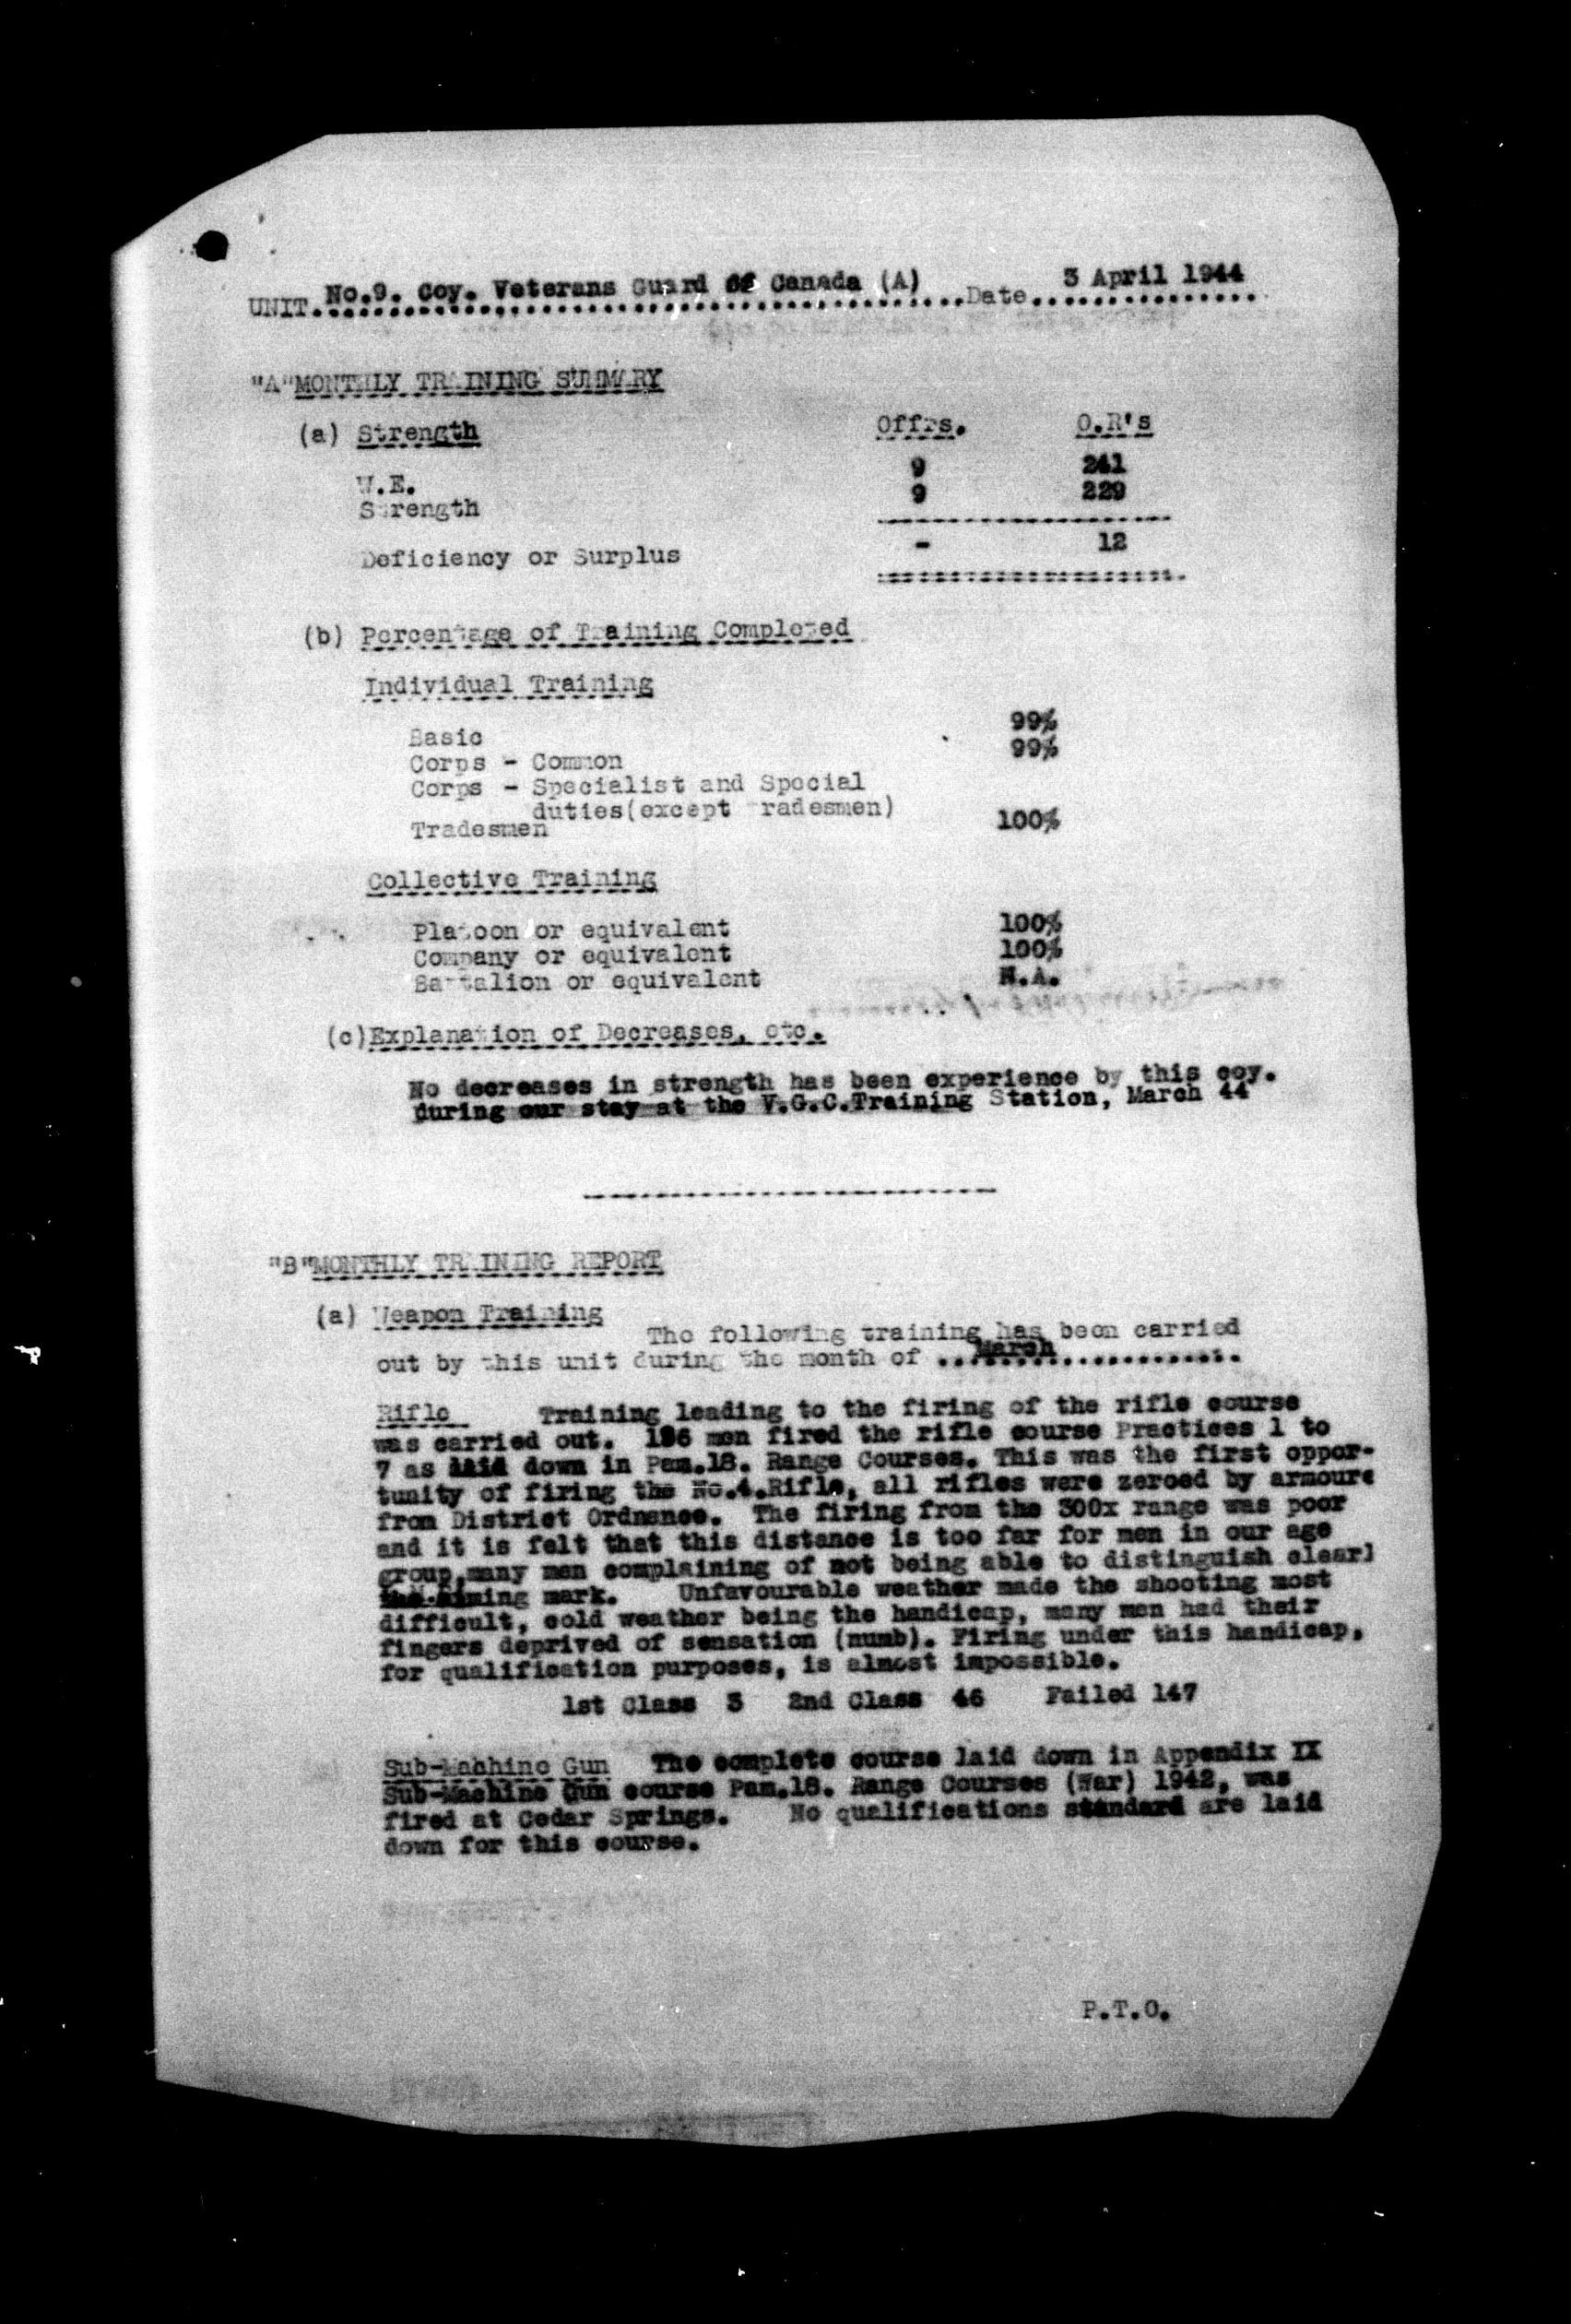 UNIT. No.9. Coy. Veterans Guard of Canada (A) Date. 3 April 1944
"A" MONTHLY TRAINING SUMMARY
(a) Strength Offrs. O.R's
W.E. 9 241
Strength 9 229
Deficiency or Surplus - 12
(b) Percentage of Training Completed
Individual Training
Basic 99%
Corps - Common 99%
Corps - Specialist and Special
duties(except tradesmen)
Tradesmen 100%
Collective Training
Platoon or equivalent 100%
Company or equivalent 100%
Battalion or equivalent N.A.
(c) Explanation of Decreases, etc.
No decreases in strength has been experience by this coy.
during our stay at the V.G.C.Training Station, March 44
"B" MONTHLY TRAINING REPORT
(a) Weapon Training
The following training has been carried
out by this unit during the month of March
Rifle Training leading to the firing of the rifle course
was carried out. 196 men fired the rifle course Practices 1 to
7 as laid down in Pam.18. Range Courses. This was the first oppor-
tunity of firing the No.4.Rifle, all rifles were zeroed by armoure
from District Ordnance. The firing from the 300x range was poor
and it is felt that this distance is too far for men in our age
group,many men complaining of not being able to distinguish clearl
the aiming mark. Unfavourable weather made the shooting most
difficult, cold weather being the handicap, many men had their
fingers deprived of sensation (numb). Firing under this handicap,
for qualification purposes, is almost impossible.
1st Class 3 2nd Class 46 Failed 147
Sub-Machine Gun The complete course laid down in Appendix IX
Sub-Machine Gun course Pam.18. Range Courses (War) 1942, was
fired at Cedar Springs. No qualifications standard are laid
down for this course.
P.T.O.